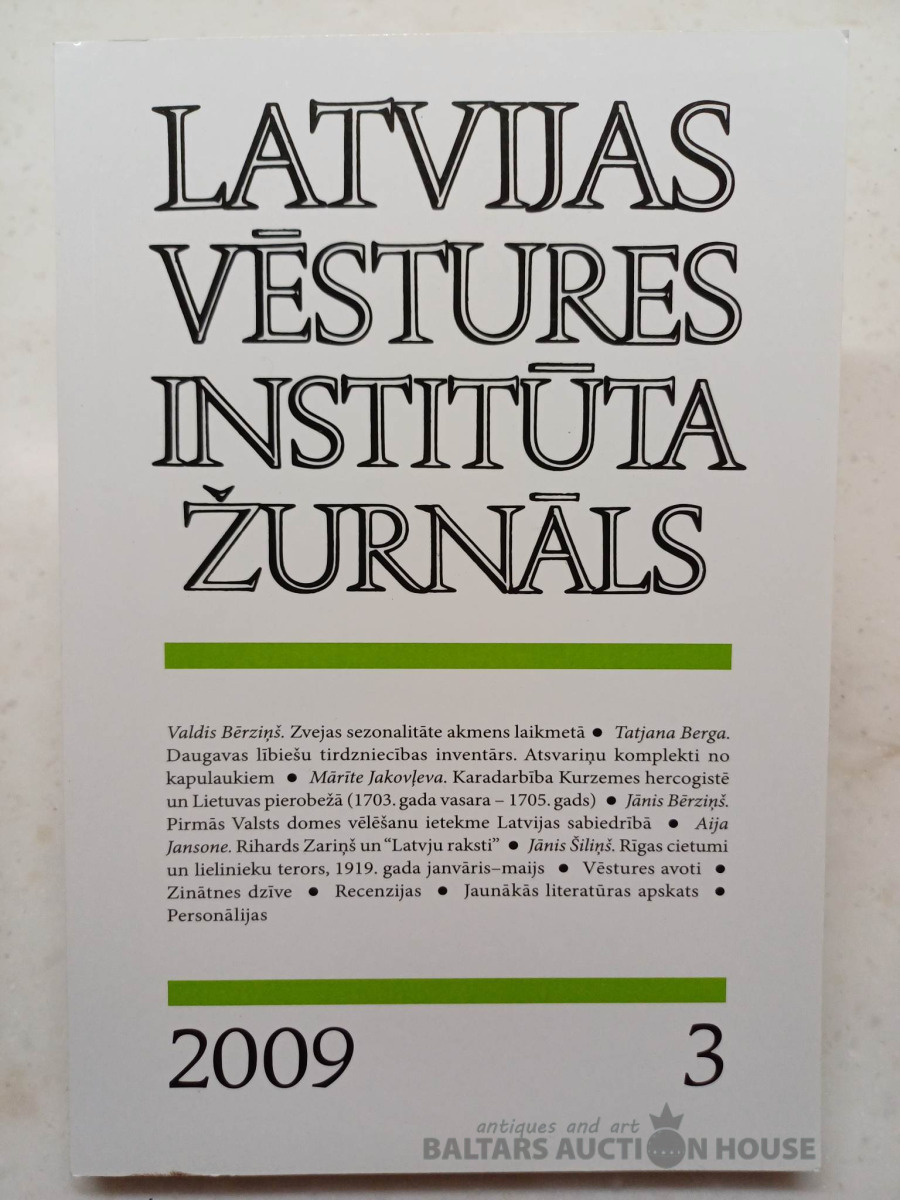 LATVIJAS
VĒSTURES
INSTITŪTA
ŽURNĀLS
Valdis Bērziņš. Zvejas sezonalitāte akmens laikmetā ● Tatjana Berga.
Daugavas lībiešu tirdzniecības inventārs. Atsvariņu komplekti no
kapulaukiem ● Mārīte Jakovļeva. Karadarbība Kurzemes hercogistē
un Lietuvas pierobežā (1703. gada vasara – 1705. gads) ● Jānis Bērziņš.
Pirmās Valsts domes vēlēšanu ietekme Latvijas sabiedrībā ● Aija
Jansone. Rihards Zariņš un “Latvju raksti” ● Jānis Šiliņš. Rīgas cietumi
un lielinieku terors, 1919. gada janvāris–maijs ● Vēstures avoti ●
Zinātnes dzīve ● Recenzijas ● Jaunākās literatūras apskats ●
Personālijas
2009 3
antiques and art
BALTARS AUCTION HOUSE